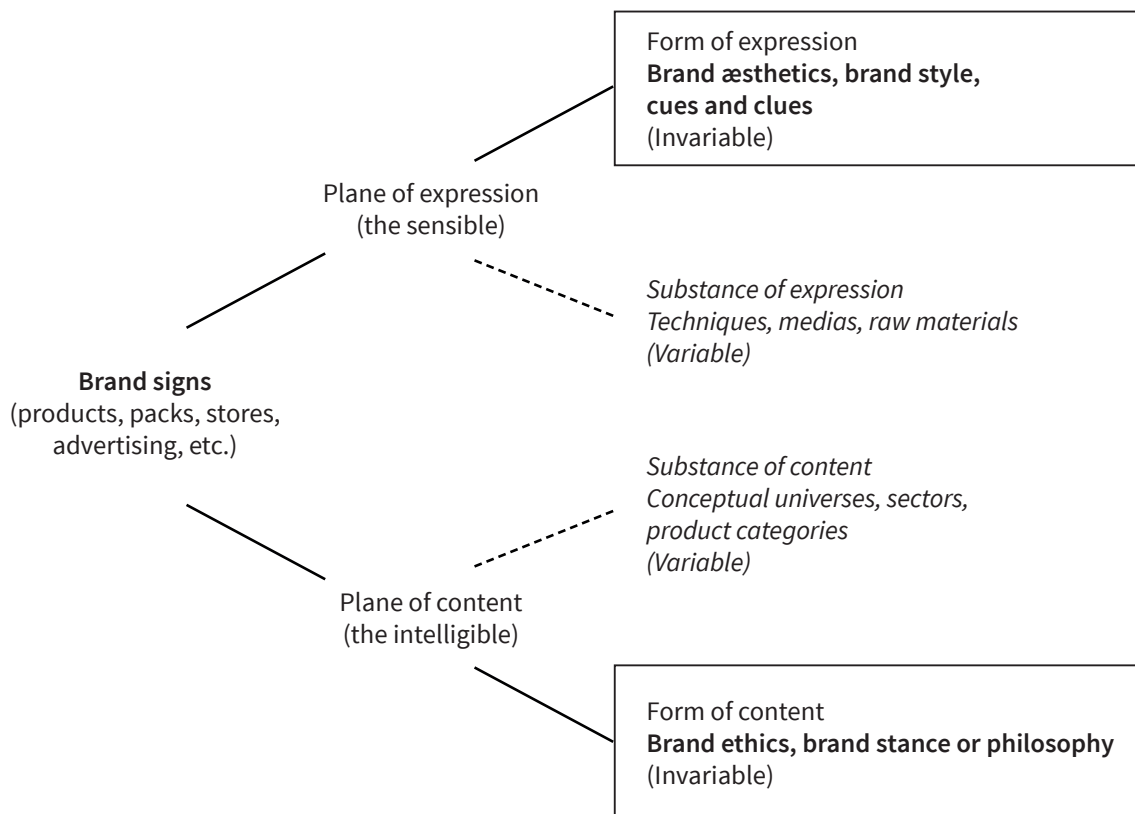 Form of expression
Brand æsthetics, brand style,
cues and clues
(Invariable)
Plane of expression
(the sensible)
Substance of expression
Techniques, medias, raw materials
(Variable)
Brand signs
(products, packs, stores,
advertising, etc.)
Substance of content
Conceptual universes, sectors,
product categories
(Variable)
Plane of content
(the intelligible)
Form of content
Brand ethics, brand stance or philosophy
(Invariable)